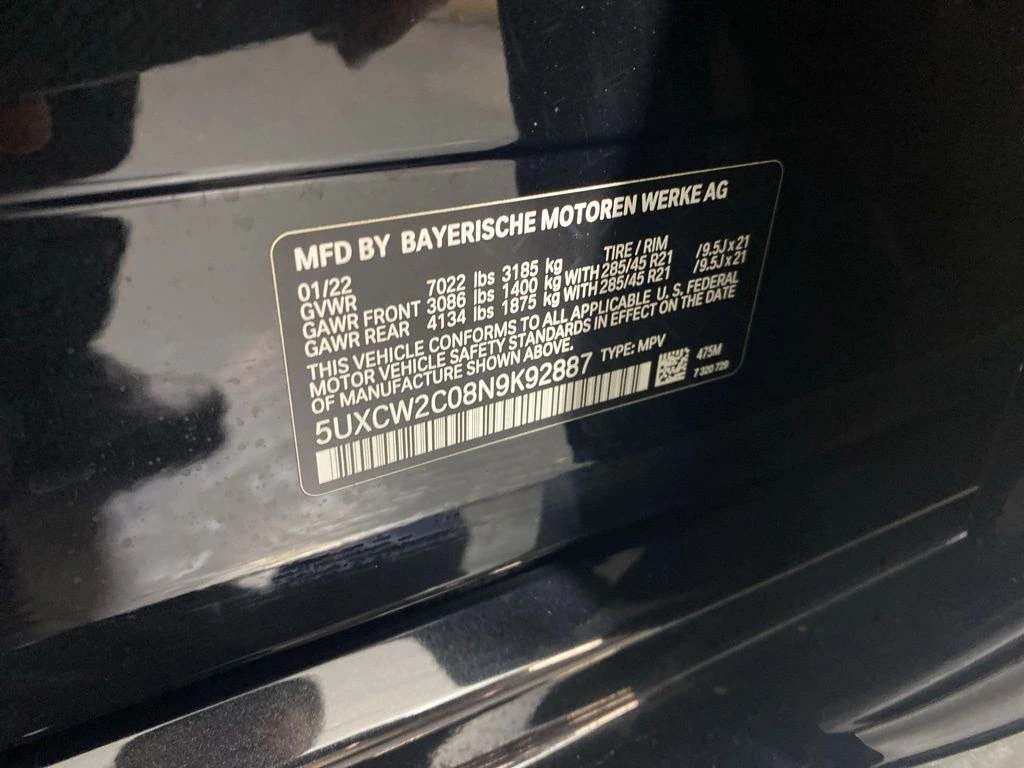 MFD BY BAYERISCHE MOTOREN WERKE AG
01/22 TIRE / RIM
GVWR 7022 lbs 3185 kg
GAWR FRONT 3086 lbs 1400 kg WITH 285/45 R21 /9.5J x 21
GAWR REAR 4134 lbs 1875 kg WITH 285/45 R21 /9.5J x 21
THIS VEHICLE CONFORMS TO ALL APPLICABLE U. S. FEDERAL
MOTOR VEHICLE SAFETY STANDARDS IN EFFECT ON THE DATE
OF MANUFACTURE SHOWN ABOVE.
5UXCW2C08N9K92887 TYPE: MPV 475M
7 320 729